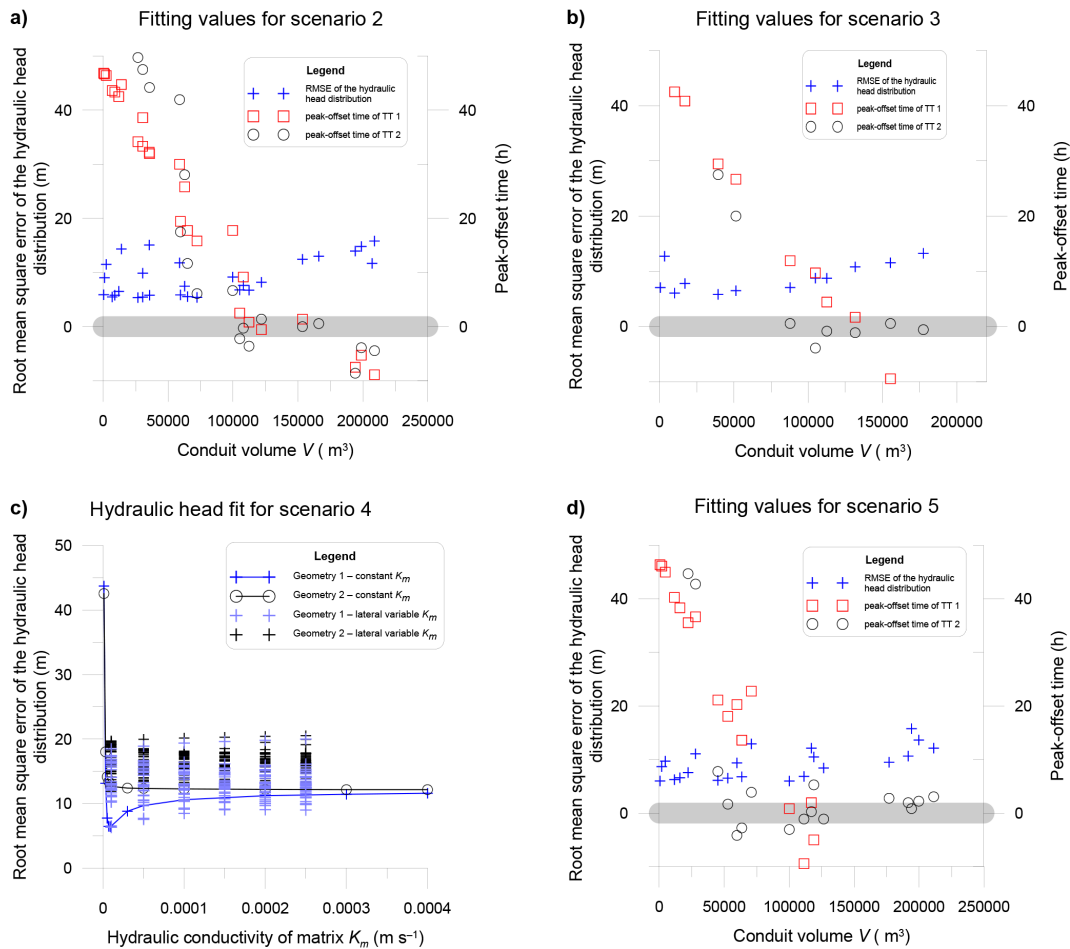 a)
Fitting values for scenario 2
Root mean square error of the hydraulic head
distribution (m)
40
20
0
Legend
RMSE of the hydraulic
head distribution
peak-offset time of TT 1
peak-offset time of TT 2
40
20
0
Peak-offset time (h)
0 50000 100000 150000 200000 250000
Conduit volume V ( m³)
b)
Fitting values for scenario 3
Root mean square error of the hydraulic head
distribution (m)
40
20
0
Legend
RMSE of the hydraulic
head distribution
peak-offset time of TT 1
peak-offset time of TT 2
40
20
0
Peak-offset time (h)
0 50000 100000 150000 200000
Conduit volume V ( m³)
c)
Hydraulic head fit for scenario 4
Root mean square error of the hydraulic head
distribution (m)
50
40
30
20
10
0
Legend
Geometry 1 – constant Kₘ
Geometry 2 – constant Kₘ
Geometry 1 – lateral variable Kₘ
Geometry 2 – lateral variable Kₘ
0 0.0001 0.0002 0.0003 0.0004
Hydraulic conductivity of matrix Kₘ (m s⁻¹)
d)
Fitting values for scenario 5
Root mean square error of the hydraulic head
distribution (m)
40
20
0
Legend
RMSE of the hydraulic
head distribution
peak-offset time of TT 1
peak-offset time of TT 2
40
20
0
Peak-offset time (h)
0 50000 100000 150000 200000 250000
Conduit volume V ( m³)